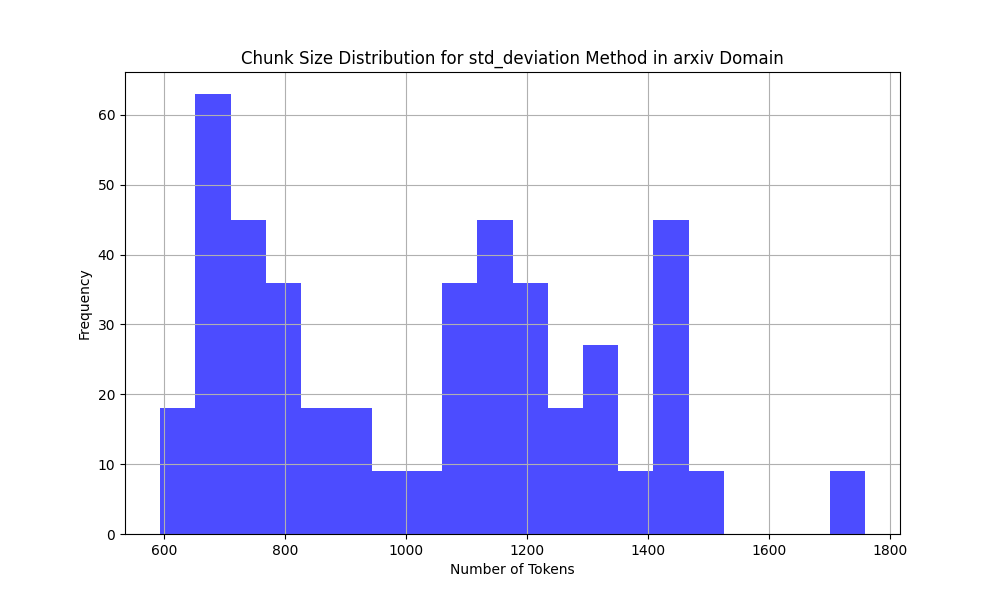 Chunk Size Distribution for std_deviation Method in arxiv Domain
60
50
40
30
20
10
0
Frequency
600 800 1000 1200 1400 1600 1800
Number of Tokens